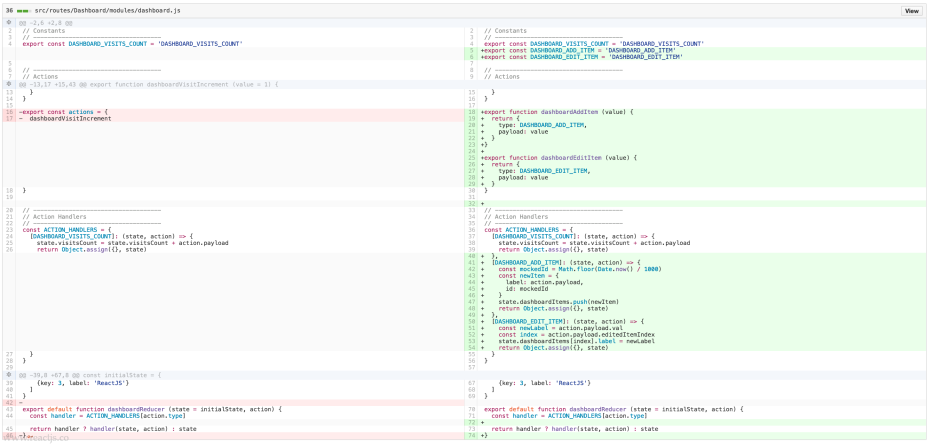 36 src/routes/Dashboard/modules/dashboard.js View
@@ -2,6 +2,8 @@
2 // Constants
3 // ------------------------------------
4 export const DASHBOARD_VISITS_COUNT = 'DASHBOARD_VISITS_COUNT'
5
6 // ------------------------------------
7 // Actions
@@ -13,17 +15,43 @@ export function dashboardVisitIncrement (value = 1) {
13 }
14 }
15
16 -export const actions = {
17 - dashboardVisitIncrement
18 }
19
20 // ------------------------------------
21 // Action Handlers
22 // ------------------------------------
23 const ACTION_HANDLERS = {
24 [DASHBOARD_VISITS_COUNT]: (state, action) => {
25 state.visitsCount = state.visitsCount + action.payload
26 return Object.assign({}, state)
27 }
28 }
29
@@ -39,8 +67,8 @@ const initialState = {
39 {key: 3, label: 'ReactJS'}
40 ]
41 }
42 -
43 export default function dashboardReducer (state = initialState, action) {
44 const handler = ACTION_HANDLERS[action.type]
45
return handler ? handler(state, action) : state
2 // Constants
3 // ------------------------------------
4 export const DASHBOARD_VISITS_COUNT = 'DASHBOARD_VISITS_COUNT'
5 +export const DASHBOARD_ADD_ITEM = 'DASHBOARD_ADD_ITEM'
6 +export const DASHBOARD_EDIT_ITEM = 'DASHBOARD_EDIT_ITEM'
7
8 // ------------------------------------
9 // Actions
15 }
16 }
17
18 +export function dashboardAddItem (value) {
19 + return {
20 + type: DASHBOARD_ADD_ITEM,
21 + payload: value
22 + }
23 +}
24 +
25 +export function dashboardEditItem (value) {
26 + return {
27 + type: DASHBOARD_EDIT_ITEM,
28 + payload: value
29 + }
30 }
31
32 +
33 // ------------------------------------
34 // Action Handlers
35 // ------------------------------------
36 const ACTION_HANDLERS = {
37 [DASHBOARD_VISITS_COUNT]: (state, action) => {
38 state.visitsCount = state.visitsCount + action.payload
39 return Object.assign({}, state)
40 + },
41 + [DASHBOARD_ADD_ITEM]: (state, action) => {
42 + const mockedId = Math.floor(Date.now() / 1000)
43 + const newItem = {
44 + label: action.payload,
45 + id: mockedId
46 + }
47 + state.dashboardItems.push(newItem)
48 + return Object.assign({}, state)
49 + },
50 + [DASHBOARD_EDIT_ITEM]: (state, action) => {
51 + const newLabel = action.payload.val
52 + const index = action.payload.editedItemIndex
53 + state.dashboardItems[index].label = newLabel
54 + return Object.assign({}, state)
55 }
56 }
57
67 {key: 3, label: 'ReactJS'}
68 ]
69 }
70 export default function dashboardReducer (state = initialState, action) {
71 const handler = ACTION_HANDLERS[action.type]
72 +
73 return handler ? handler(state, action) : state
74 +}